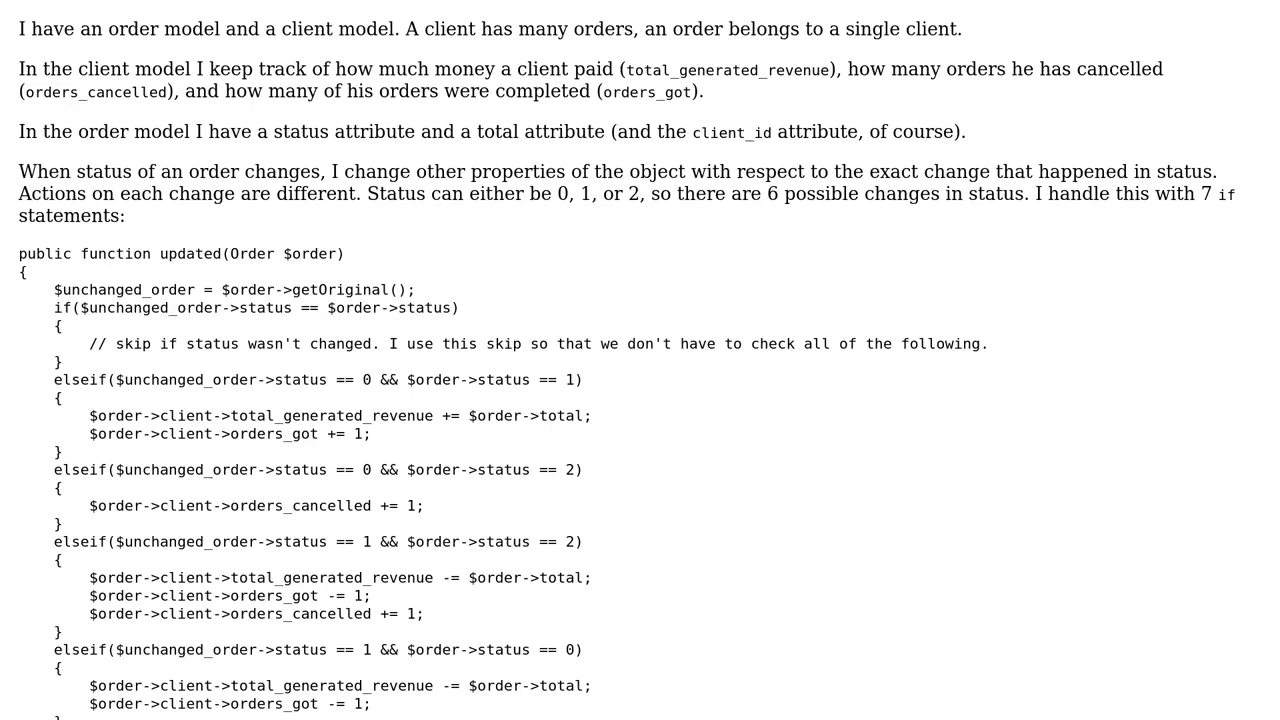 I have an order model and a client model. A client has many orders, an order belongs to a single client.
In the client model I keep track of how much money a client paid (total_generated_revenue), how many orders he has cancelled
(orders_cancelled), and how many of his orders were completed (orders_got).
In the order model I have a status attribute and a total attribute (and the client_id attribute, of course).
When status of an order changes, I change other properties of the object with respect to the exact change that happened in status.
Actions on each change are different. Status can either be 0, 1, or 2, so there are 6 possible changes in status. I handle this with 7 if
statements:
public function updated(Order $order)
{
    $unchanged_order = $order->getOriginal();
    if($unchanged_order->status == $order->status)
    {
        // skip if status wasn't changed. I use this skip so that we don't have to check all of the following.
    }
    elseif($unchanged_order->status == 0 && $order->status == 1)
    {
        $order->client->total_generated_revenue += $order->total;
        $order->client->orders_got += 1;
    }
    elseif($unchanged_order->status == 0 && $order->status == 2)
    {
        $order->client->orders_cancelled += 1;
    }
    elseif($unchanged_order->status == 1 && $order->status == 2)
    {
        $order->client->total_generated_revenue -= $order->total;
        $order->client->orders_got -= 1;
        $order->client->orders_cancelled += 1;
    }
    elseif($unchanged_order->status == 1 && $order->status == 0)
    {
        $order->client->total_generated_revenue -= $order->total;
        $order->client->orders_got -= 1;
    }